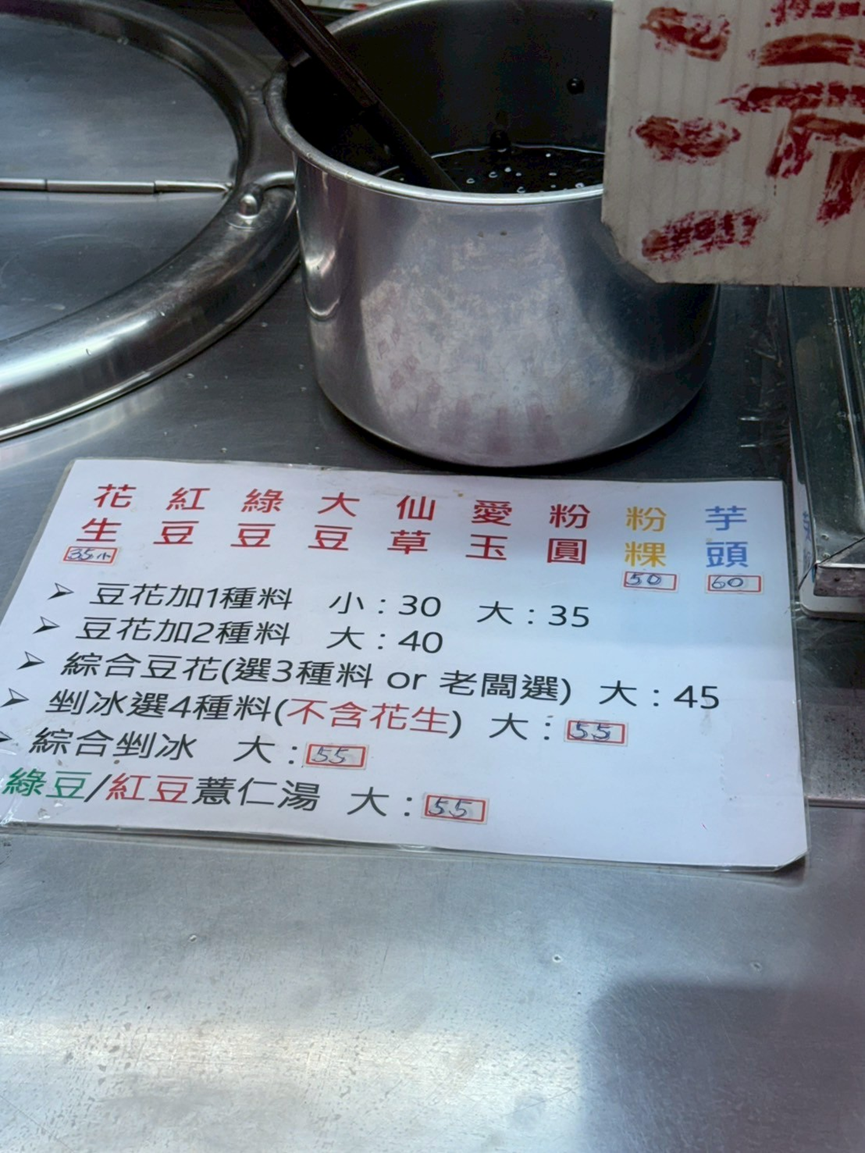 花生 紅豆 綠豆 大豆 仙草 愛玉 粉圓 粉粿 芋頭
35小 50 60
➢ 豆花加1種料 小:30 大:35
➢ 豆花加2種料 大:40
➢ 綜合豆花(選3種料 or 老闆選) 大:45
➢ 剉冰選4種料(不含花生) 大:55
➢ 綜合剉冰 大:55
綠豆/紅豆薏仁湯 大:55